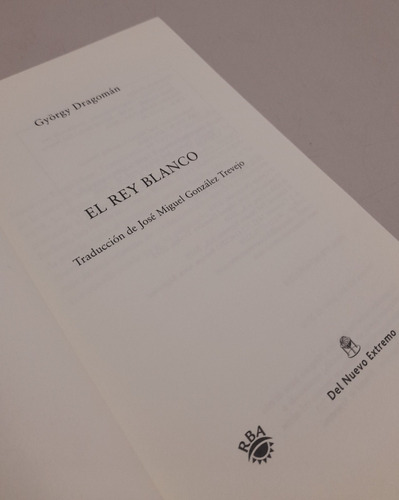 György Dragomán
EL REY BLANCO
Traducción de José Miguel González Trevejo
RBA
Del Nuevo Extremo